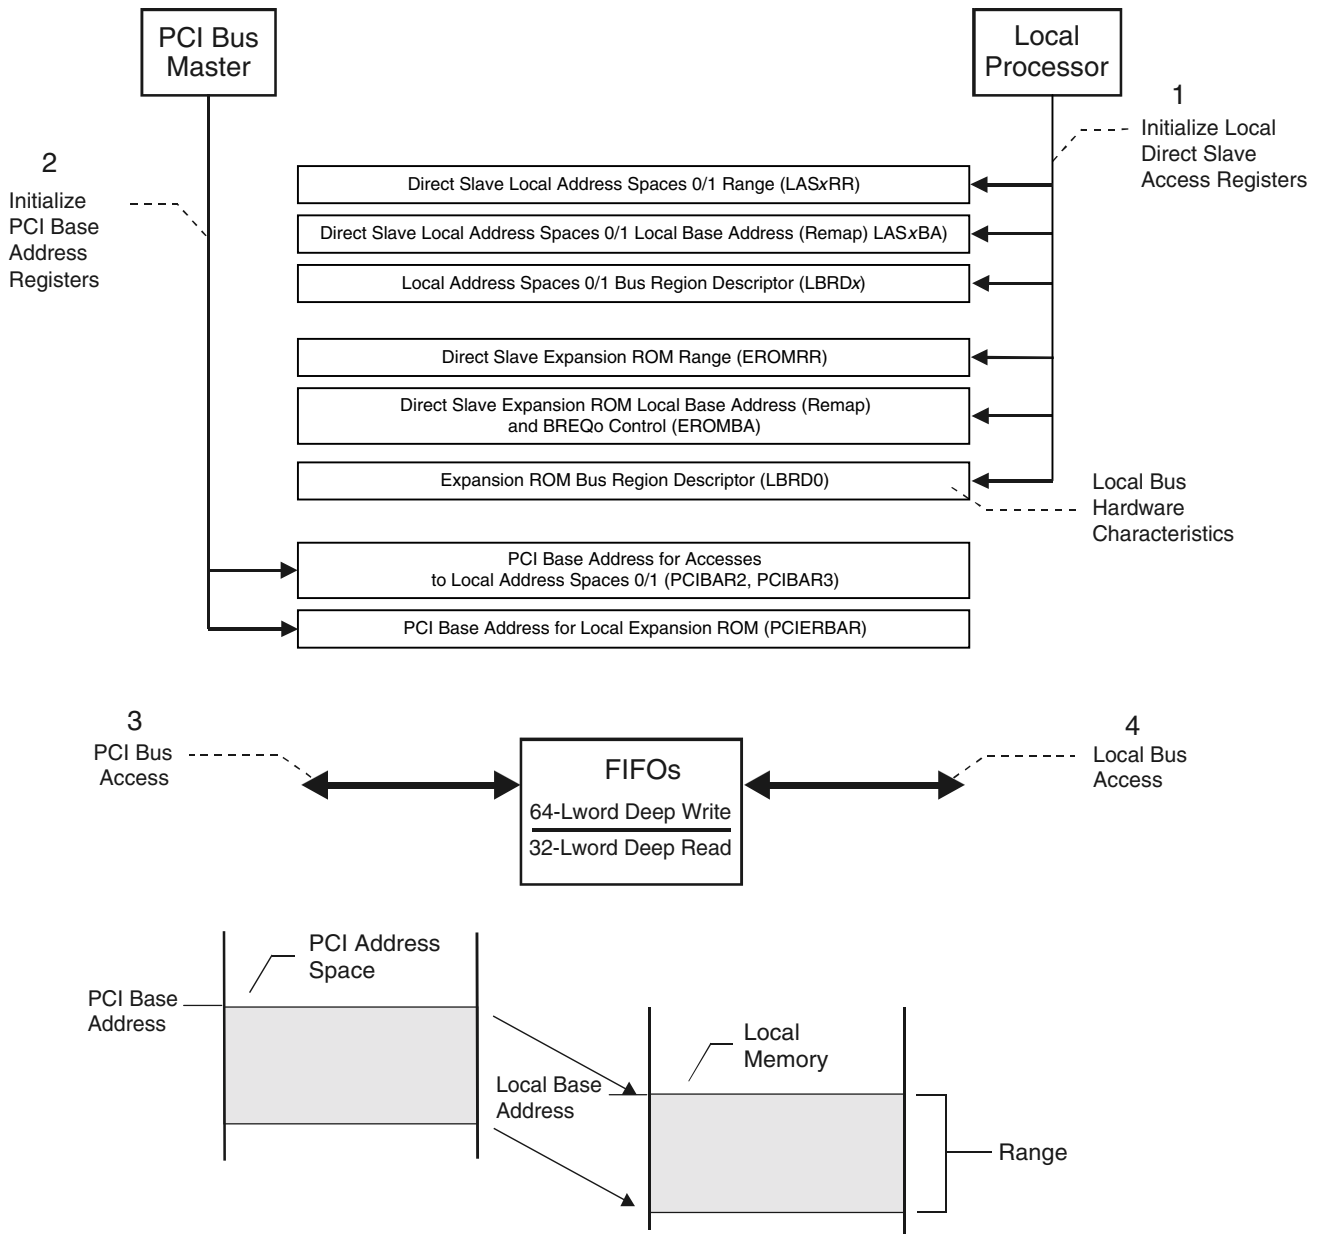 PCI Bus
Master
Local
Processor
1
Initialize Local
Direct Slave
Access Registers
2
Initialize
PCI Base
Address
Registers
Direct Slave Local Address Spaces 0/1 Range (LASxRR)
Direct Slave Local Address Spaces 0/1 Local Base Address (Remap) LASxBA)
Local Address Spaces 0/1 Bus Region Descriptor (LBRDx)
Direct Slave Expansion ROM Range (EROMRR)
Direct Slave Expansion ROM Local Base Address (Remap)
and BREQo Control (EROMBA)
Expansion ROM Bus Region Descriptor (LBRD0)
Local Bus
Hardware
Characteristics
PCI Base Address for Accesses
to Local Address Spaces 0/1 (PCIBAR2, PCIBAR3)
PCI Base Address for Local Expansion ROM (PCIERBAR)
3
PCI Bus
Access
FIFOs
64-Lword Deep Write
32-Lword Deep Read
4
Local Bus
Access
PCI Address
Space
PCI Base
Address
Local
Memory
Local Base
Address
Range